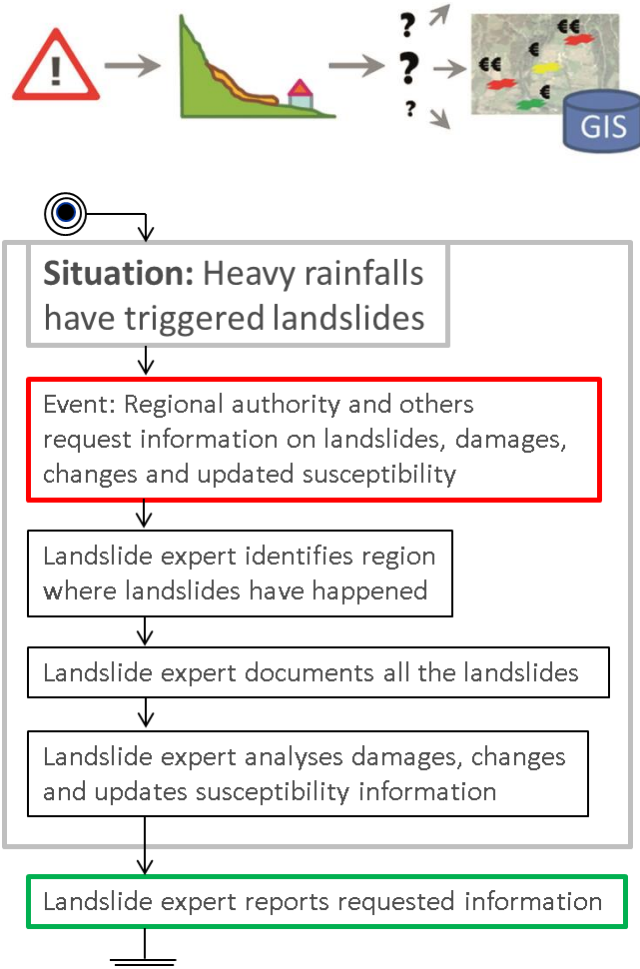 !
?
?
?
€€
€
€€
€
GIS
Situation: Heavy rainfalls
have triggered landslides
Event: Regional authority and others
request information on landslides, damages,
changes and updated susceptibility
Landslide expert identifies region
where landslides have happened
Landslide expert documents all the landslides
Landslide expert analyses damages, changes
and updates susceptibility information
Landslide expert reports requested information